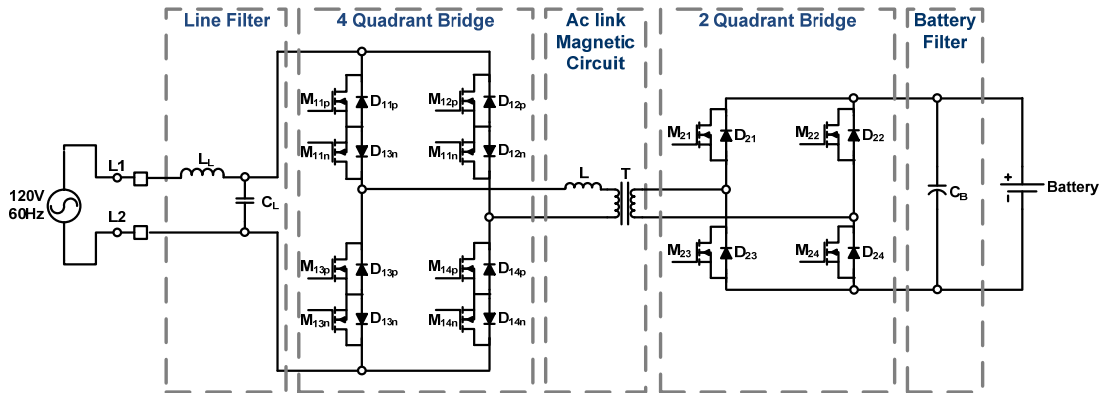 Line Filter
4 Quadrant Bridge
Ac link
Magnetic
Circuit
2 Quadrant Bridge
Battery
Filter
M11p
D11p
M12p
D12p
M11n
D13n
M11n
D12n
M21
D21
M22
D22
L1
LL
L
T
120V
60Hz
CL
CB
+
Battery
L2
M13p
D13p
M14p
D14p
M23
D23
M24
D24
M13n
D13n
M14n
D14n